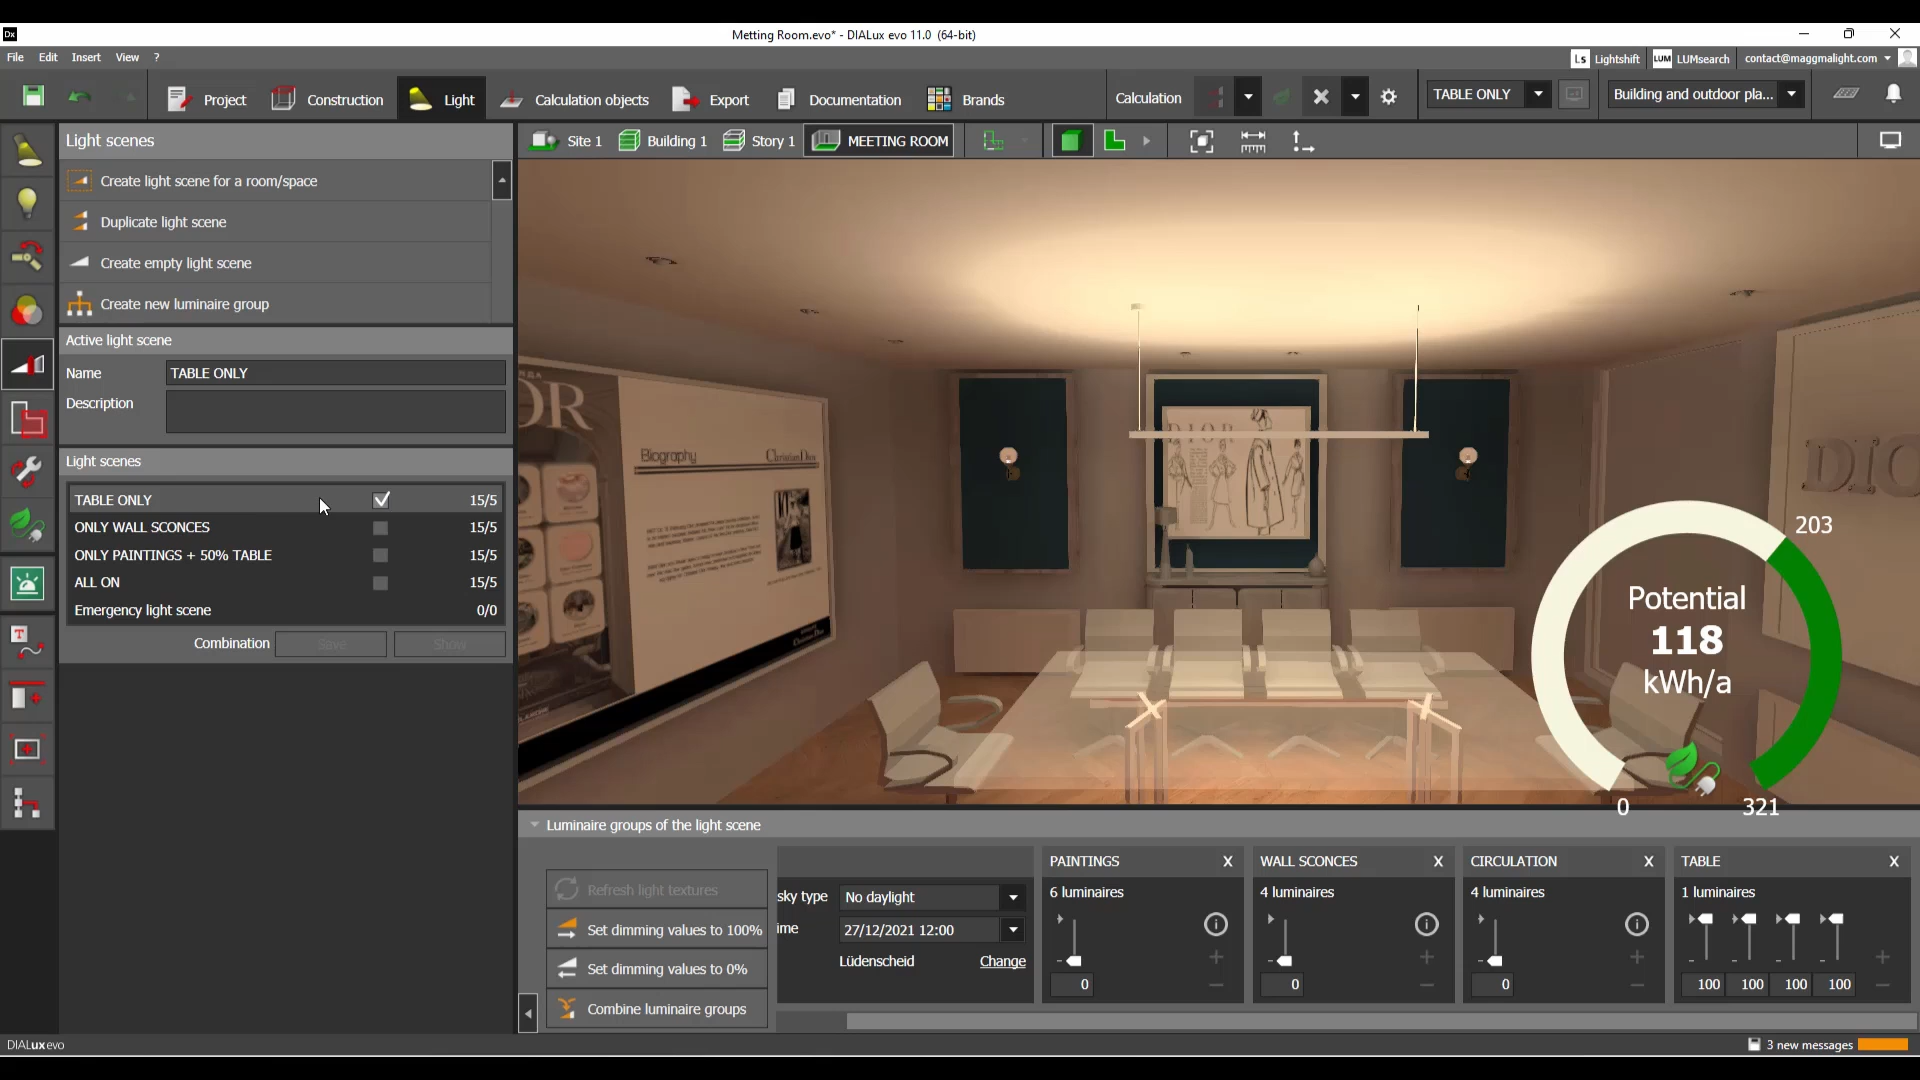 Dx
Metting Room.evo* - DIALux evo 11.0 (64-bit)
File Edit Insert View ?
Ls Lightshift LUM LUMsearch contact@maggmalight.com
Project Construction Light Calculation objects Export Documentation Brands
Calculation TABLE ONLY Building and outdoor pla...
Light scenes
Site 1 Building 1 Story 1 MEETING ROOM
Create light scene for a room/space
Duplicate light scene
Create empty light scene
Create new luminaire group
Active light scene
Name TABLE ONLY
Description
Light scenes
TABLE ONLY 15/5
ONLY WALL SCONCES 15/5
ONLY PAINTINGS + 50% TABLE 15/5
ALL ON 15/5
Emergency light scene 0/0
Combination Save Show
OR
Biography Christian Dior
DIOR
DIO
203
Potential
118
kWh/a
0 321
Luminaire groups of the light scene
Refresh light textures
Set dimming values to 100%
Set dimming values to 0%
Combine luminaire groups
sky type No daylight
ime 27/12/2021 12:00
Lüdenscheid Change
PAINTINGS X
6 luminaires
0
WALL SCONCES X
4 luminaires
0
CIRCULATION X
4 luminaires
0
TABLE X
1 luminaires
100 100 100 100
DIALux evo
3 new messages